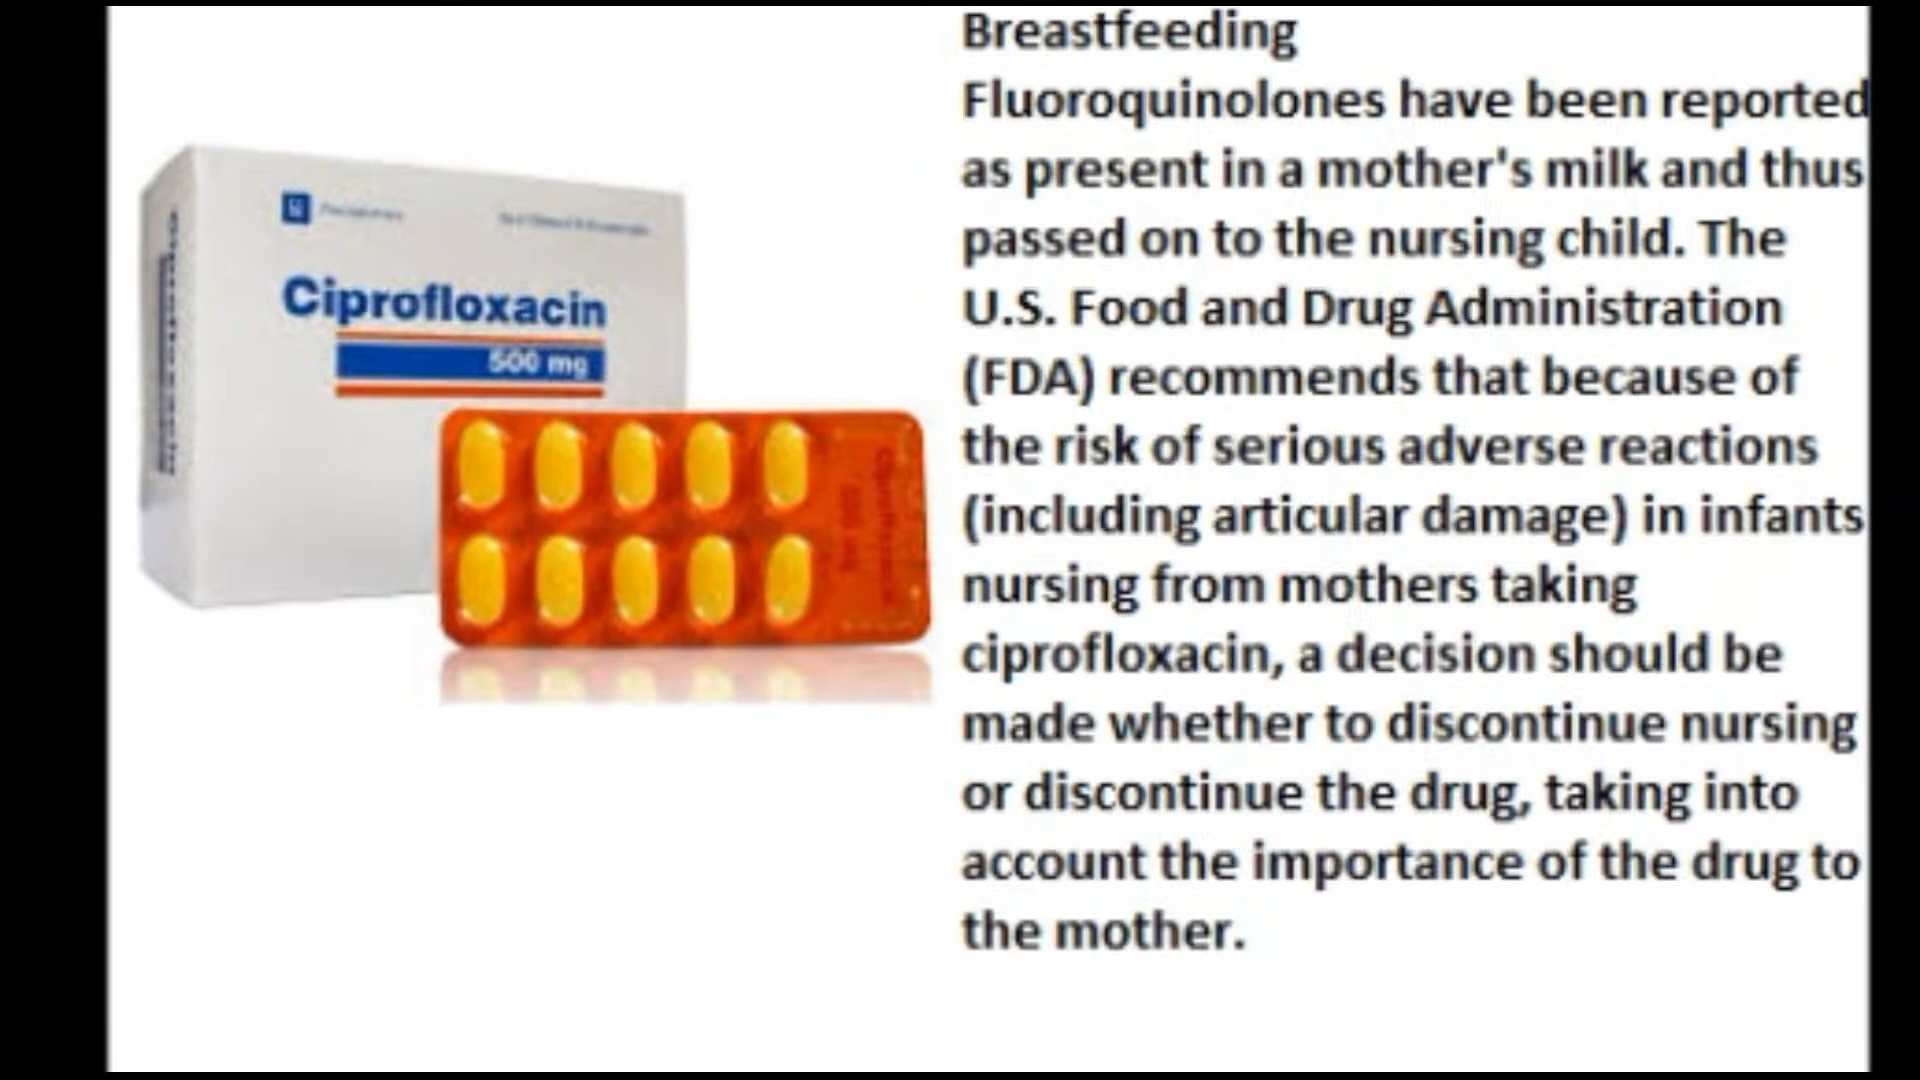 Ciprofloxacin
500 mg
Breastfeeding
Fluoroquinolones have been reported
as present in a mother's milk and thus
passed on to the nursing child. The
U.S. Food and Drug Administration
(FDA) recommends that because of
the risk of serious adverse reactions
(including articular damage) in infants
nursing from mothers taking
ciprofloxacin, a decision should be
made whether to discontinue nursing
or discontinue the drug, taking into
account the importance of the drug to
the mother.